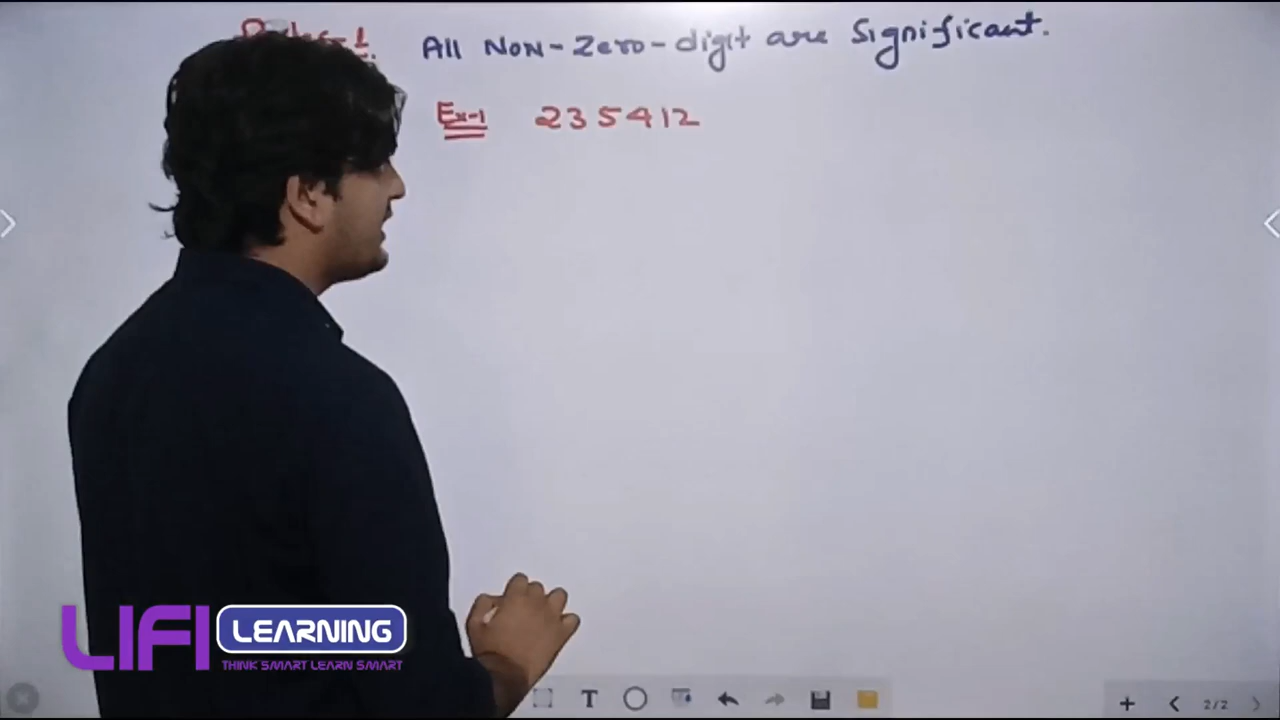 All Non-Zero-digit are Significant.
Ex-1 235412
LIFI LEARNING
THINK SMART LEARN SMART
T
2/2